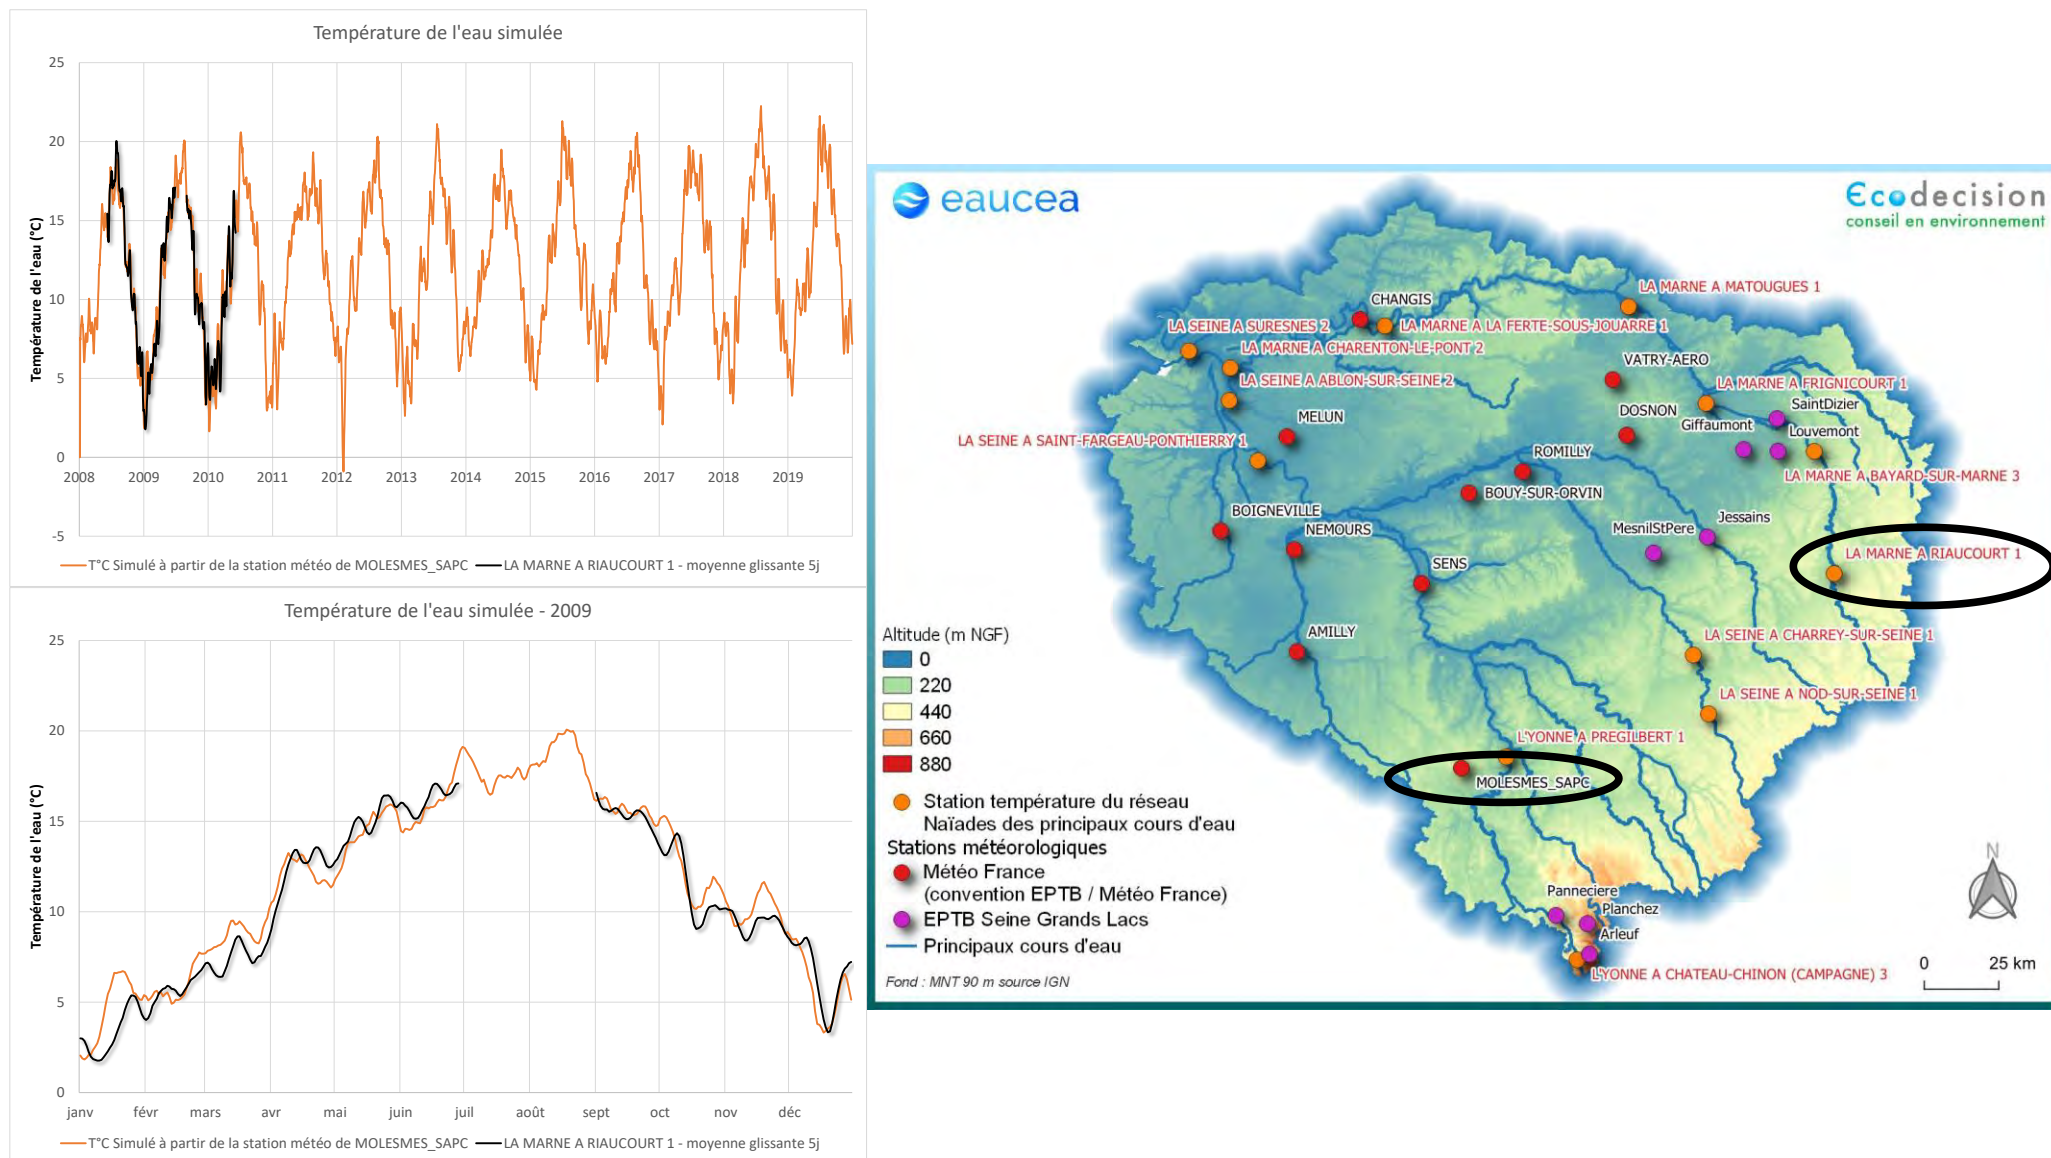 Température de l'eau simulée
Température de l'eau (°C)
25
20
15
10
5
0
-5
2008 2009 2010 2011 2012 2013 2014 2015 2016 2017 2018 2019
T°C Simulé à partir de la station météo de MOLESMES_SAPC LA MARNE A RIAUCOURT 1 - moyenne glissante 5j
Température de l'eau simulée - 2009
Température de l'eau (°C)
25
20
15
10
5
0
janv févr mars avr mai juin juil août sept oct nov déc
T°C Simulé à partir de la station météo de MOLESMES_SAPC LA MARNE A RIAUCOURT 1 - moyenne glissante 5j
eaucea
Ecodecision
conseil en environnement
LA MARNE A MATOUGUES 1
CHANGIS
LA SEINE A SURESNES 2
LA MARNE A LA FERTE-SOUS-JOUARRE 1
LA MARNE A CHARENTON-LE-PONT 2
VATRY-AERO
LA SEINE A ABLON-SUR-SEINE 2
LA MARNE A FRIGNICOURT 1
SaintDizier
MELUN
DOSNON
Giffaumont
Louvemont
LA SEINE A SAINT-FARGEAU-PONTHIERRY 1
ROMILLY
LA MARNE A BAYARD-SUR-MARNE 3
BOUY-SUR-ORVIN
BOIGNEVILLE
NEMOURS
MesnilStPere
Jessains
LA MARNE A RIAUCOURT 1
SENS
AMILLY
LA SEINE A CHARREY-SUR-SEINE 1
LA SEINE A NOD-SUR-SEINE 1
L'YONNE A PREGILBERT 1
MOLESMES_SAPC
Panneciere
Planchez
Arleuf
L'YONNE A CHATEAU-CHINON (CAMPAGNE) 3
Altitude (m NGF)
0
220
440
660
880
Station température du réseau
Naïades des principaux cours d'eau
Stations météorologiques
Météo France
(convention EPTB / Météo France)
EPTB Seine Grands Lacs
Principaux cours d'eau
Fond : MNT 90 m source IGN
N
0 25 km